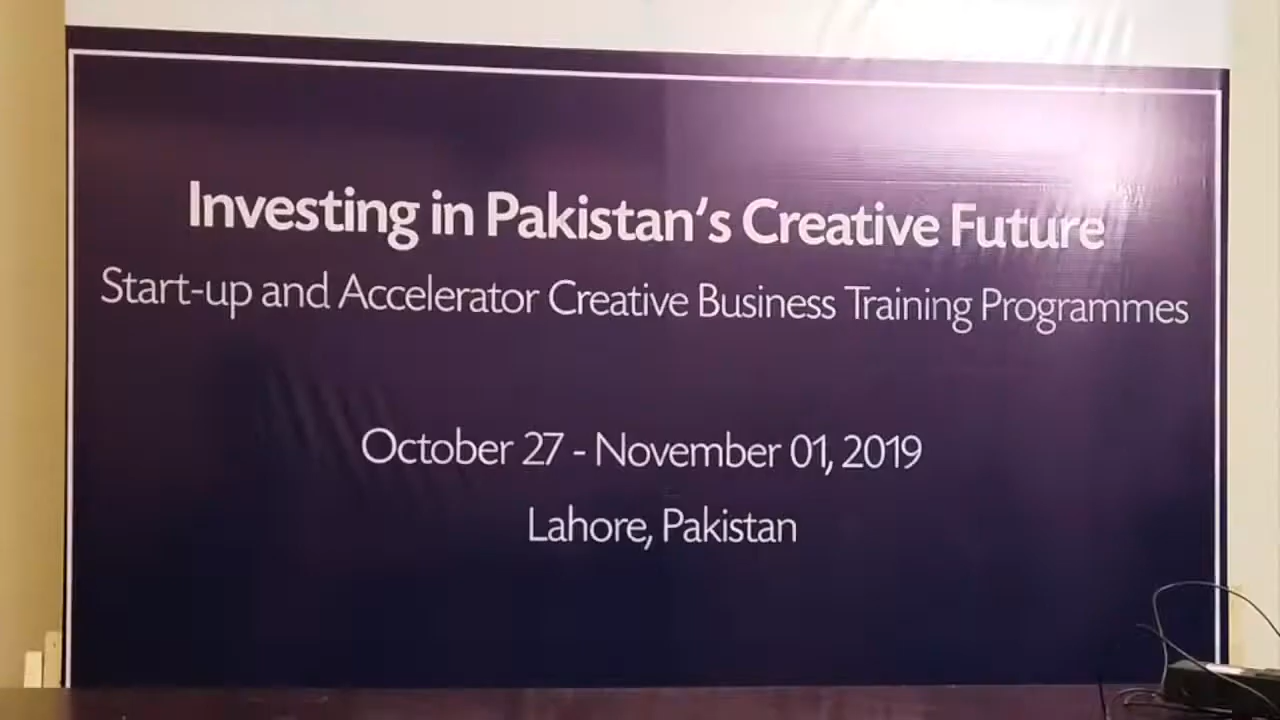 Investing in Pakistan's Creative Future
Start-up and Accelerator Creative Business Training Programmes
October 27 - November 01, 2019
Lahore, Pakistan